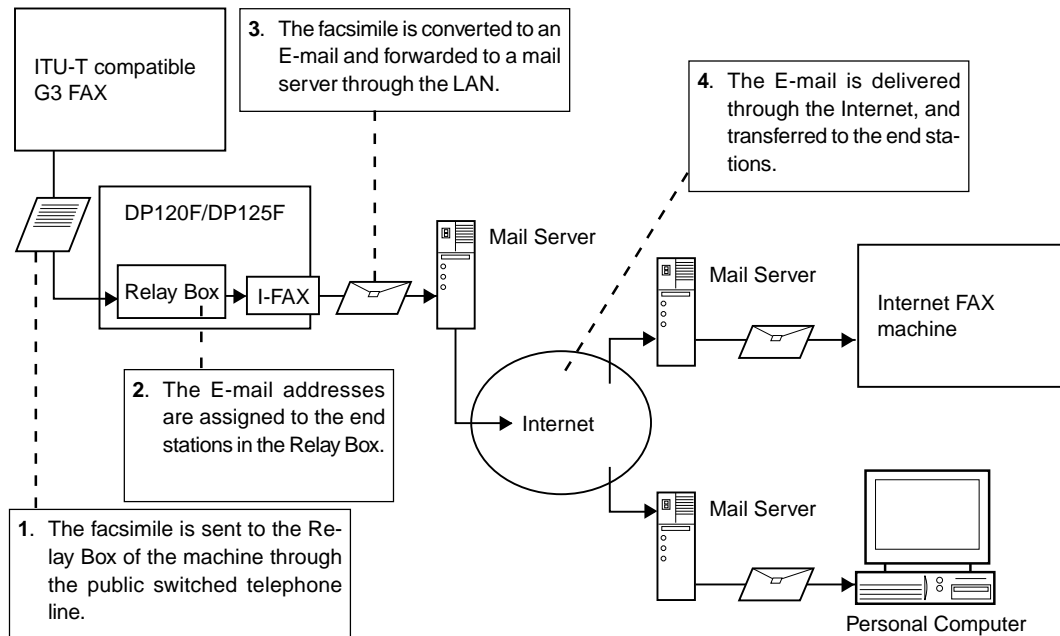 ITU-T compatible
G3 FAX
3. The facsimile is converted to an
E-mail and forwarded to a mail
server through the LAN.
4. The E-mail is delivered
through the Internet, and
transferred to the end sta-
tions.
DP120F/DP125F
Relay Box
I-FAX
Mail Server
Mail Server
Internet FAX
machine
2. The E-mail addresses
are assigned to the end
stations in the Relay Box.
Internet
Mail Server
1. The facsimile is sent to the Re-
lay Box of the machine through
the public switched telephone
line.
Personal Computer